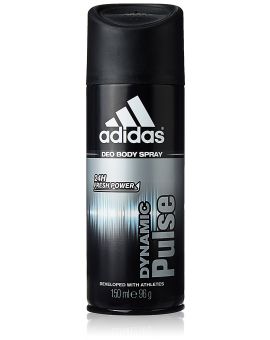 adidas
DEO BODY SPRAY
24H
FRESH POWER
DYNAMIC
Pulse
DEVELOPED WITH ATHLETES
150 ml e 96 g